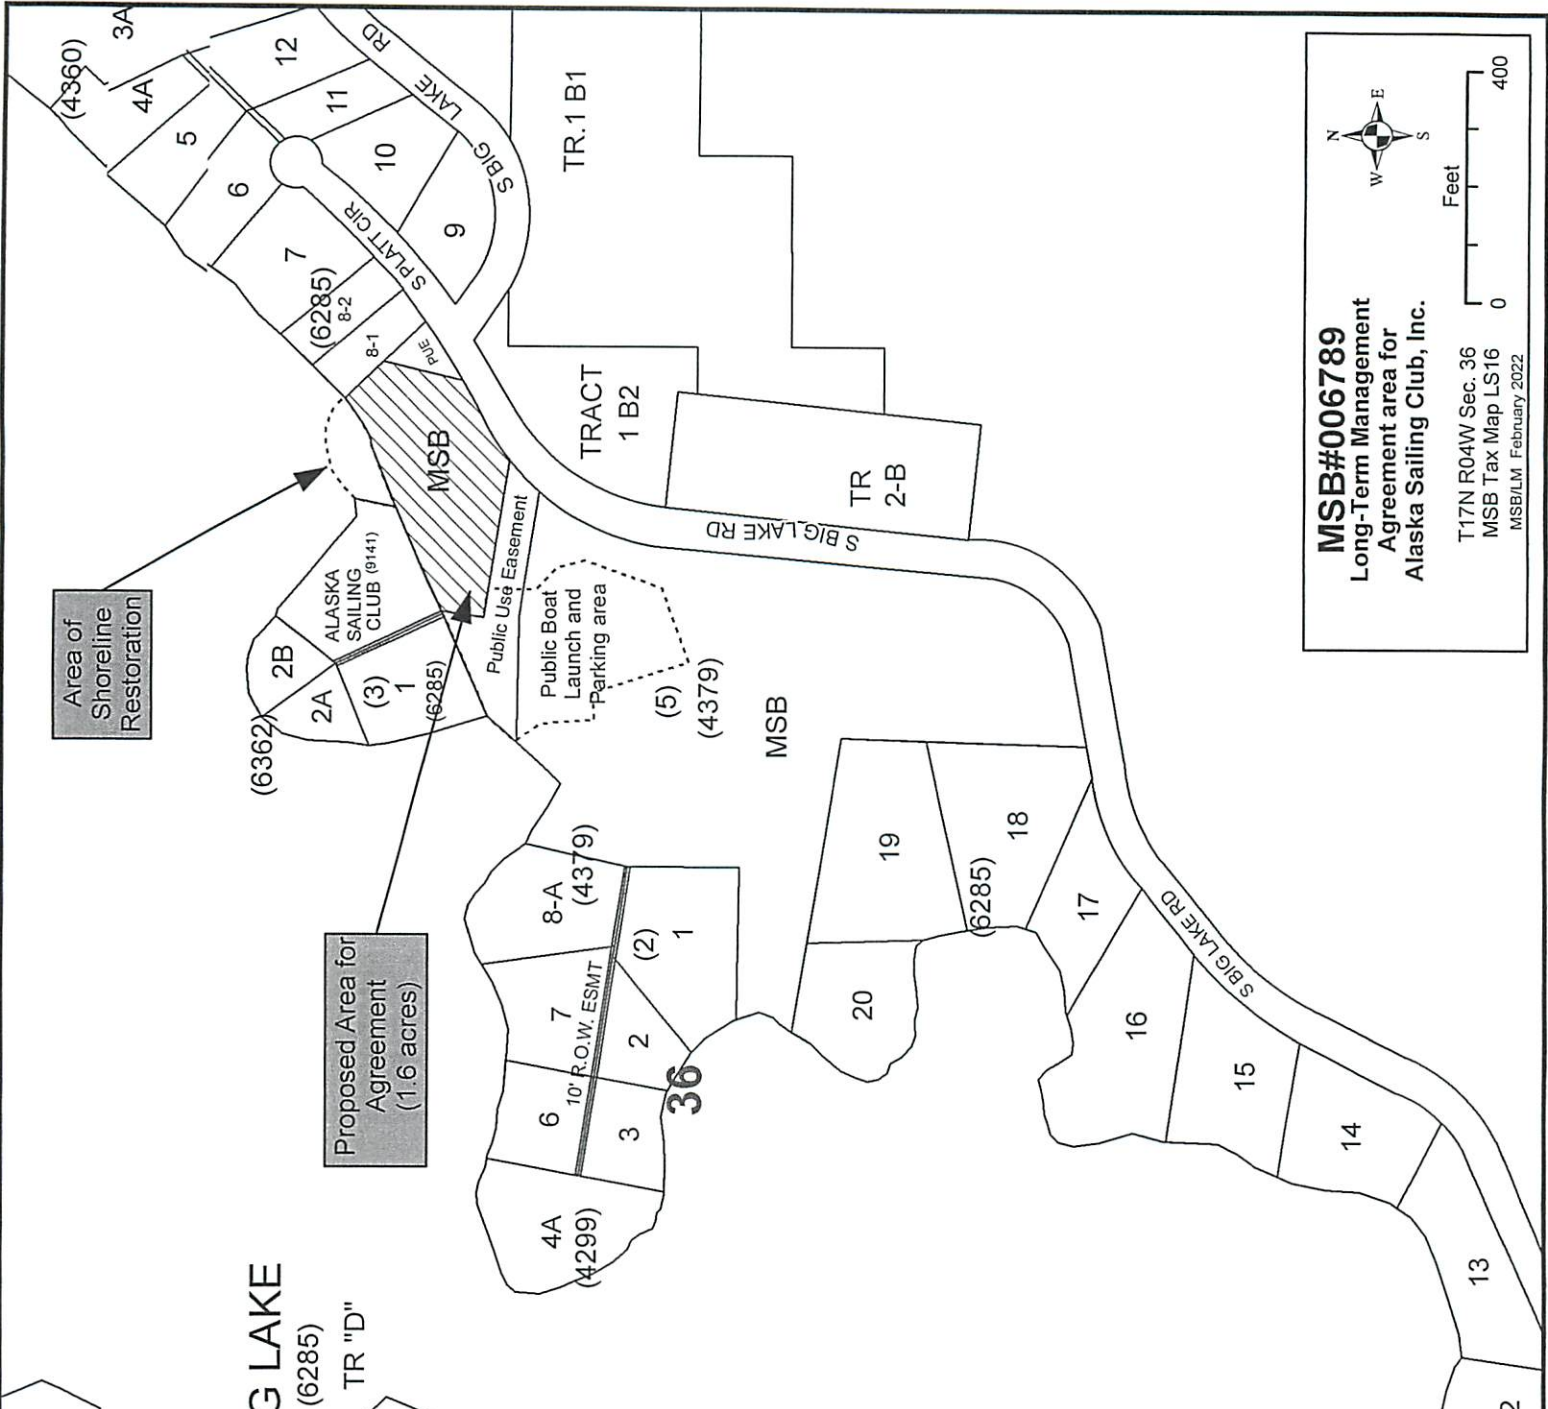 3A
(4360)
4A
5
6
7
(6285)
8-2
8-1
PUE
12
11
10
9
S PLATT CIR
S BIG LAKE RD
TR.1 B1
TRACT
1 B2
TR
2-B
S BIG LAKE RD
Area of
Shoreline
Restoration
MSB
ALASKA
SAILING
CLUB (9141)
2B
2A
(6362)
(3)
1
(6285)
Public Use Easement
Public Boat
Launch and
Parking area
(5)
(4379)
MSB
Proposed Area for
Agreement
(1.6 acres)
8-A
(4379)
7
6
10' R.O.W. ESMT
(2)
1
2
3
36
4A
(4299)
G LAKE
(6285)
TR "D"
19
18
(6285)
17
20
16
15
14
13
2
S BIG LAKE RD
MSB#006789
Long-Term Management
Agreement area for
Alaska Sailing Club, Inc.
T17N R04W Sec. 36
MSB Tax Map LS16
MSB/LM February 2022
N
E
S
W
Feet
0
400